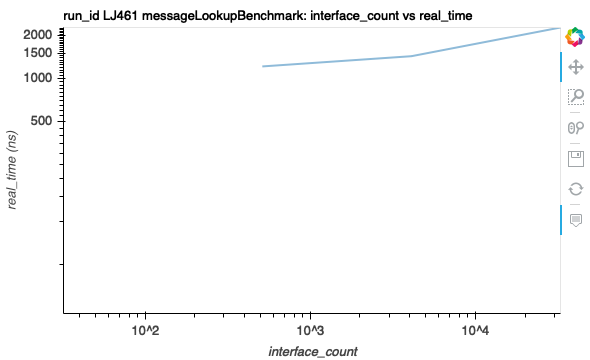 run_id LJ461 messageLookupBenchmark: interface_count vs real_time
2000
1500
1000
500
real_time (ns)
10^2
10^3
10^4
interface_count